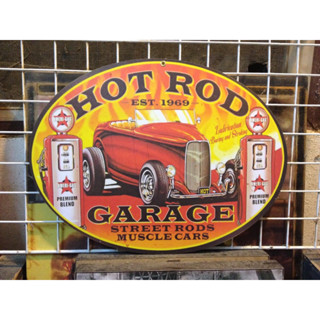 HOT ROD
EST. 1969
PREMIUM
BLEND
PREMIUM
BLEND
GARAGE
STREET RODS
MUSCLE CARS